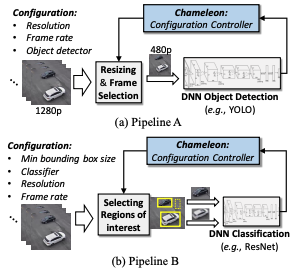 Configuration:
• Resolution
• Frame rate
• Object detector
1280p
Resizing
& Frame
Selection
480p
Chameleon:
Configuration Controller
DNN Object Detection
(e.g., YOLO)
(a) Pipeline A
Configuration:
• Min bounding box size
• Classifier
• Resolution
• Frame rate
Selecting
Regions of
interest
Chameleon:
Configuration Controller
DNN Classification
(e.g., ResNet)
(b) Pipeline B